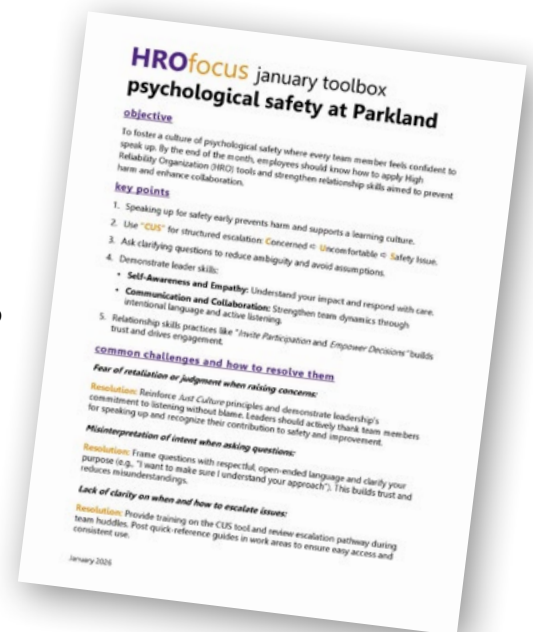 HROfocus january toolbox
psychological safety at Parkland
objective
To foster a culture of psychological safety where every team member feels confident to
speak up. By the end of the month, employees should know how to apply High
Reliability Organization (HRO) tools and strengthen relationship skills aimed to prevent
harm and enhance collaboration.
key points
1. Speaking up for safety early prevents harm and supports a learning culture.
2. Use "CUS" for structured escalation: Concerned Uncomfortable Safety Issue.
3. Ask clarifying questions to reduce ambiguity and avoid assumptions.
4. Demonstrate leader skills:
• Self-Awareness and Empathy: Understand your impact and respond with care.
• Communication and Collaboration: Strengthen team dynamics through
intentional language and active listening.
5. Relationship skills practices like "Invite Participation and Empower Decisions" builds
trust and drives engagement.
common challenges and how to resolve them
Fear of retaliation or judgment when raising concerns:
Resolution: Reinforce Just Culture principles and demonstrate leadership's
commitment to listening without blame. Leaders should actively thank team members
for speaking up and recognize their contribution to safety and improvement.
Misinterpretation of intent when asking questions:
Resolution: Frame questions with respectful, open-ended language and clarify your
purpose (e.g., "I want to make sure I understand your approach"). This builds trust and
reduces misunderstandings.
Lack of clarity on when and how to escalate issues:
Resolution: Provide training on the CUS tool and review escalation pathway during
team huddles. Post quick-reference guides in work areas to ensure easy access and
consistent use.
January 2026